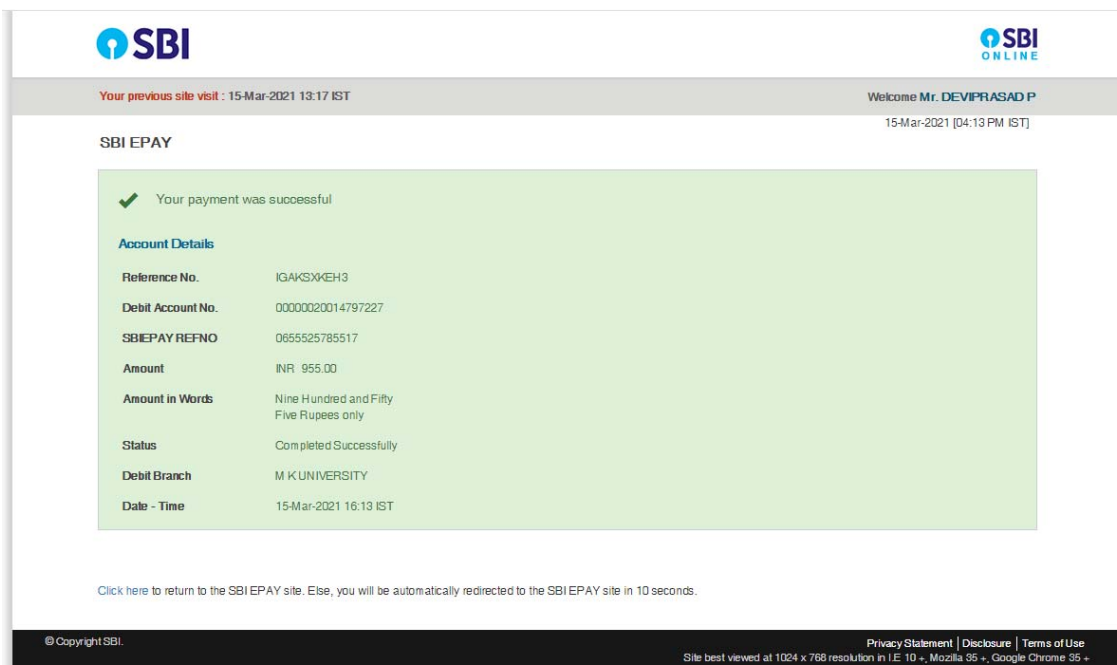 SBI
SBI
ONLINE
Your previous site visit : 15-Mar-2021 13:17 IST
Welcome Mr. DEVIPRASAD P
15-Mar-2021 [04:13 PM IST]
SBI EPAY
Your payment was successful
Account Details
Reference No. IGAKSXKEH3
Debit Account No. 00000020014797227
SBIEPAY REFNO 0655525785517
Amount INR 955.00
Amount in Words Nine Hundred and Fifty
Five Rupees only
Status Completed Successfully
Debit Branch M K UNIVERSITY
Date - Time 15-Mar-2021 16:13 IST
Click here to return to the SBI EPAY site. Else, you will be automatically redirected to the SBI EPAY site in 10 seconds.
© Copyright SBI.
Privacy Statement | Disclosure | Terms of Use
Site best viewed at 1024 x 768 resolution in I.E 10 +, Mozilla 35 +, Google Chrome 35 +